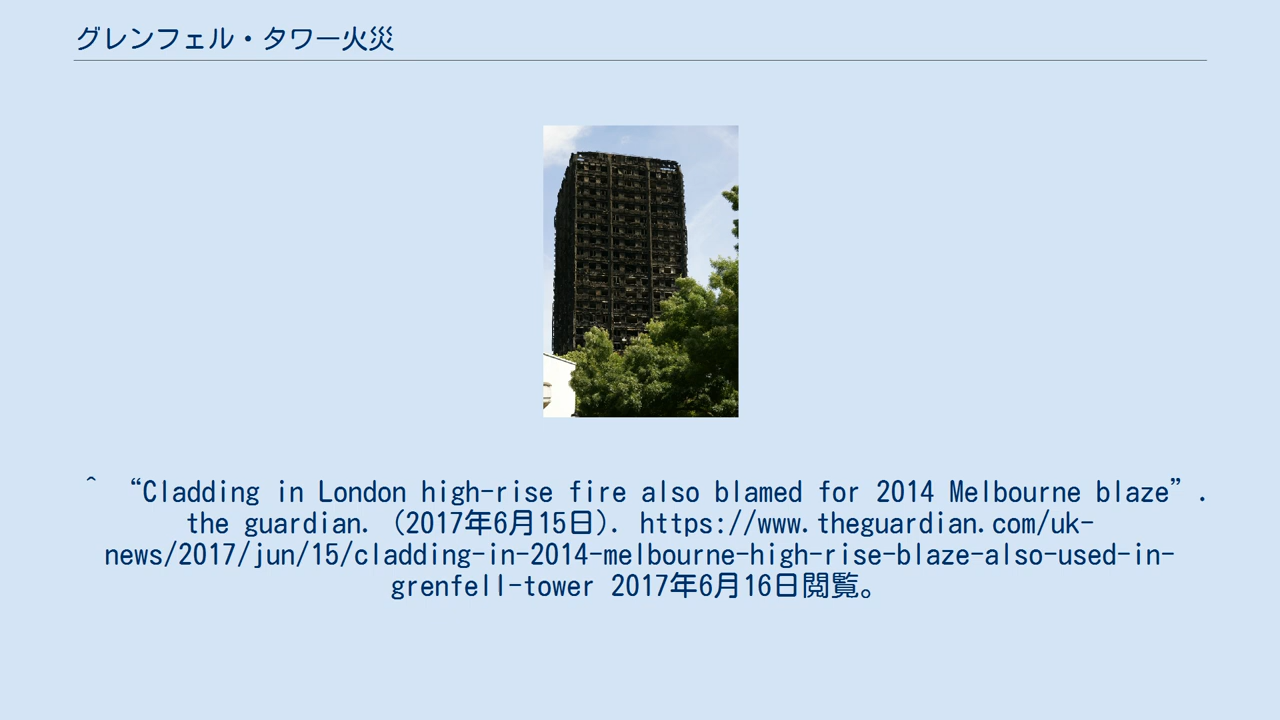 グレンフェル・タワー火災
^ “Cladding in London high-rise fire also blamed for 2014 Melbourne blaze”.
the guardian. (2017年6月15日). https://www.theguardian.com/uk-
news/2017/jun/15/cladding-in-2014-melbourne-high-rise-blaze-also-used-in-
grenfell-tower 2017年6月16日閲覧。